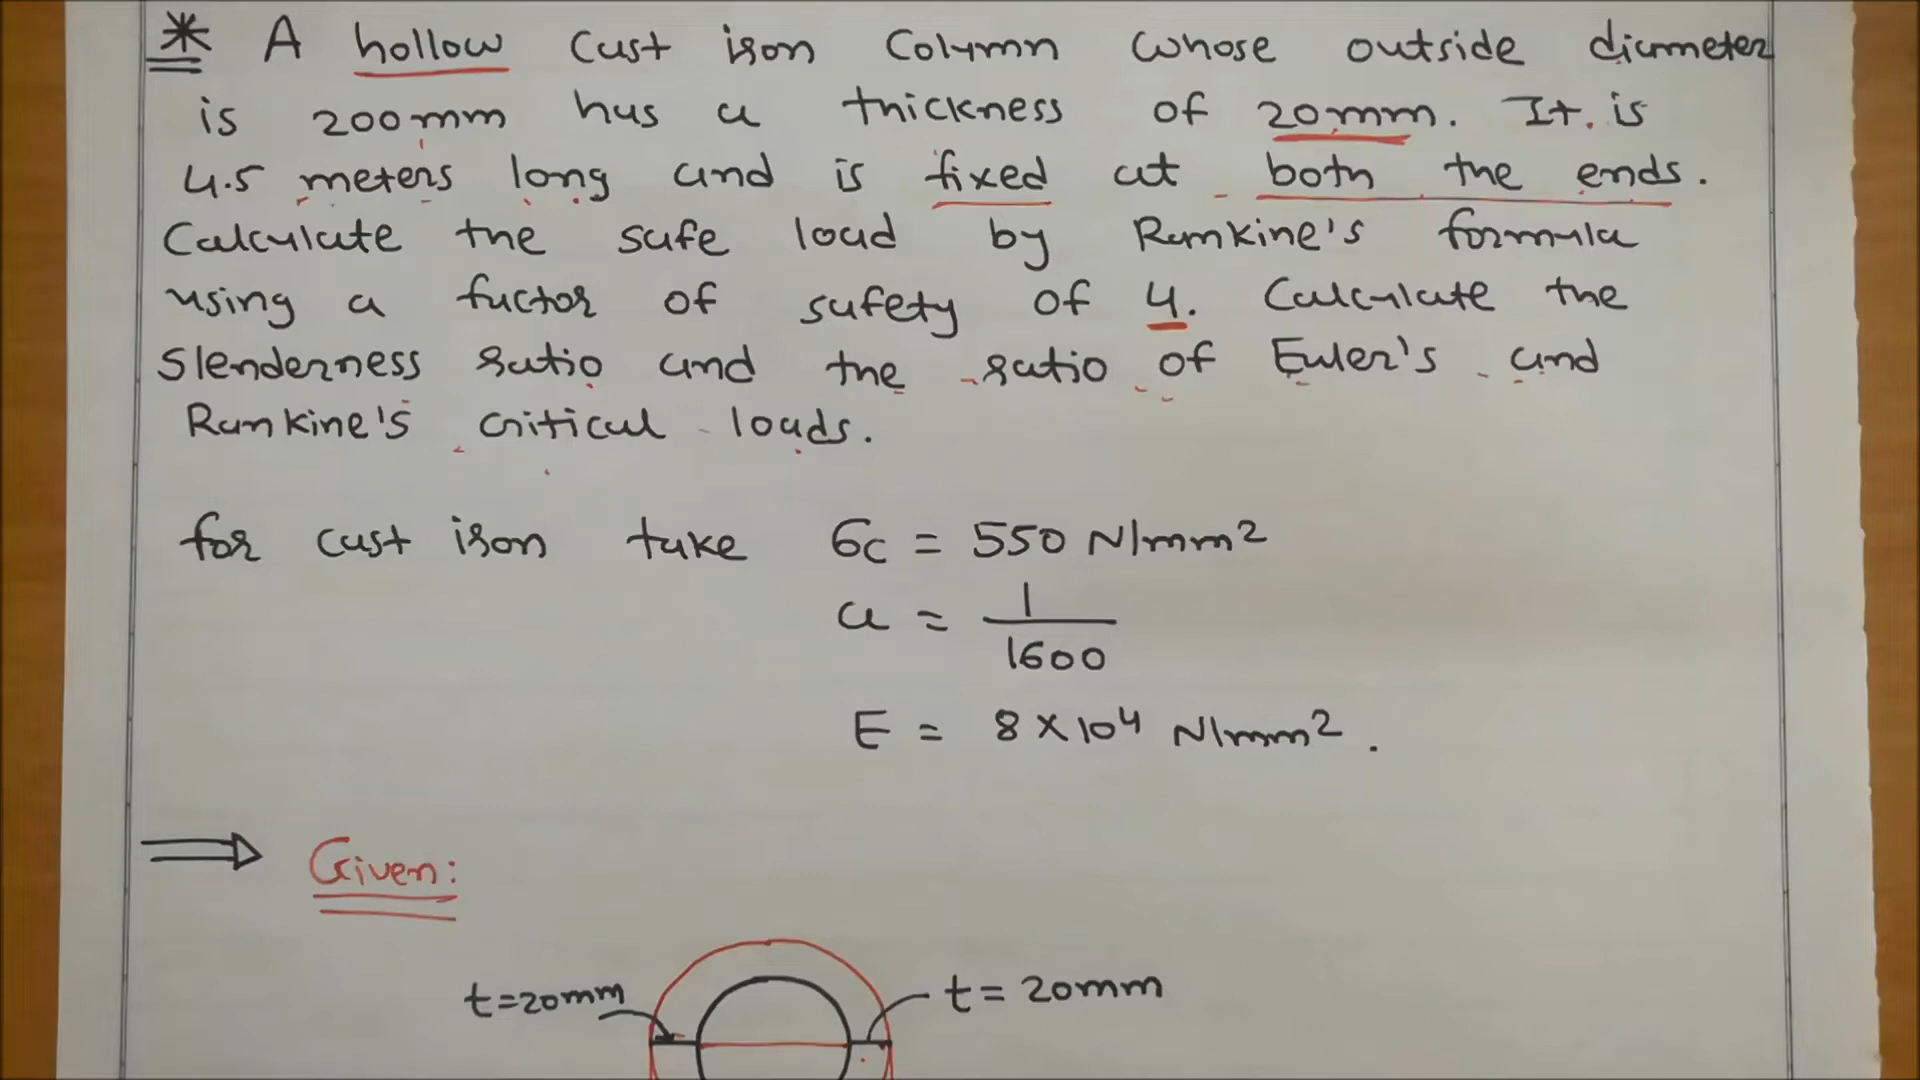 * A hollow cast iron column whose outside diameter
is 200mm has a thickness of 20mm. It is
4.5 meters long and is fixed at both the ends.
Calculate the safe load by Rankine's formula
using a factor of safety of 4. Calculate the
Slenderness ratio and the ratio of Euler's and
Rankine's critical loads.
for cast iron take σc = 550 N/mm²
a = 1/1600
E = 8 × 10⁴ N/mm².
⇒ Given:
t=20mm
t = 20mm